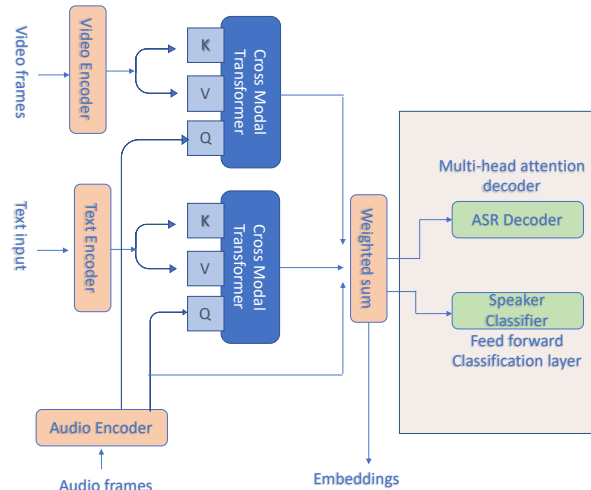 Video frames
Video Encoder
K
V
Q
Cross Modal
Transformer
Text input
Text Encoder
K
V
Q
Cross Modal
Transformer
Audio Encoder
Audio frames
Weighted sum
Embeddings
Multi-head attention
decoder
ASR Decoder
Speaker
Classifier
Feed forward
Classification layer